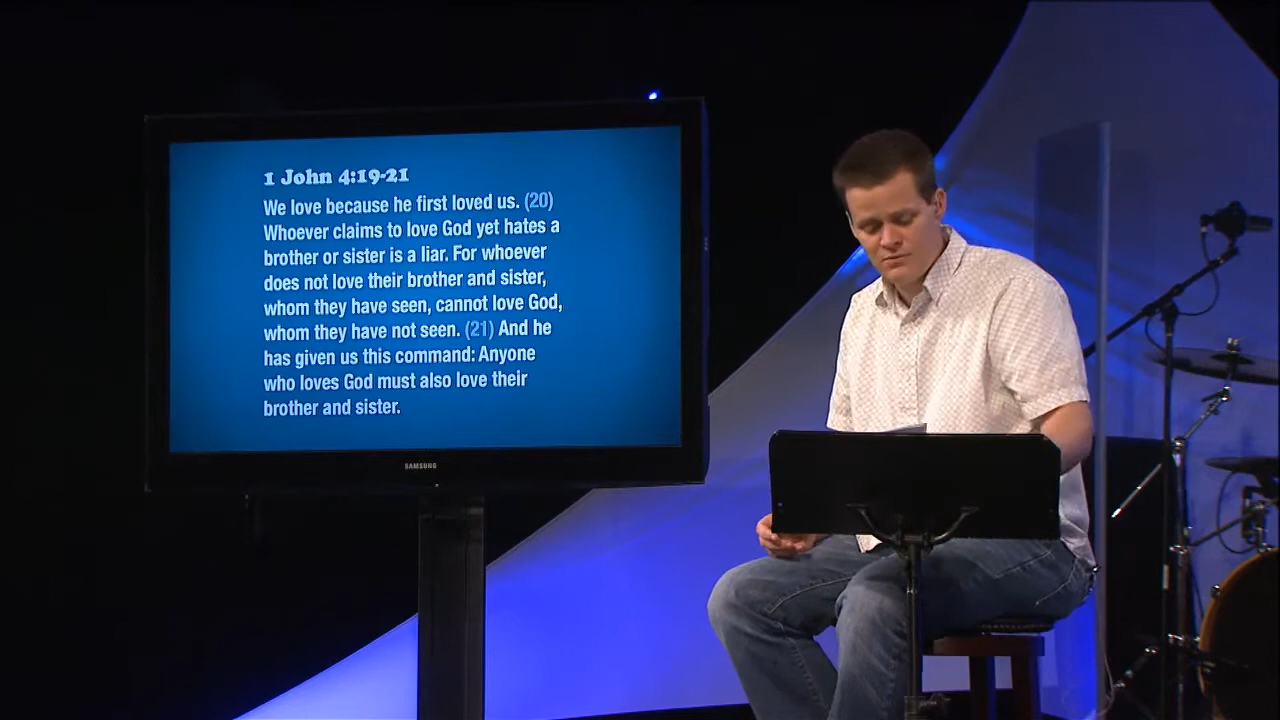 1 John 4:19-21
We love because he first loved us. (20)
Whoever claims to love God yet hates a
brother or sister is a liar. For whoever
does not love their brother and sister,
whom they have seen, cannot love God,
whom they have not seen. (21) And he
has given us this command: Anyone
who loves God must also love their
brother and sister.
SAMSUNG